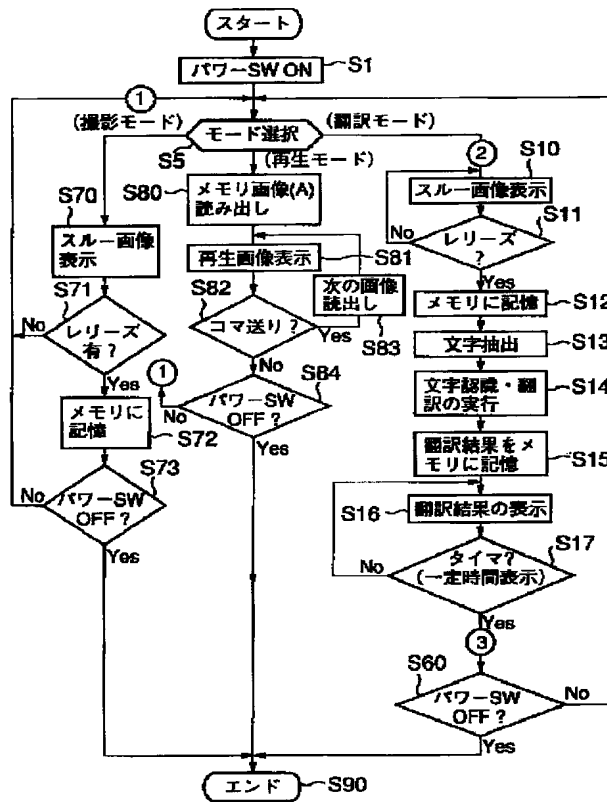 スタート
パワーSW ON
S1
①
(撮影モード)
モード選択
(翻訳モード)
S5
(再生モード)
②
S10
S80
メモリ画像(A)
読み出し
スルー画像表示
S70
スルー画像
表示
No
S11
レリーズ
?
再生画像表示
S81
Yes
S71
S82
次の画像
読出し
メモリに記憶
S12
No
レリーズ
有?
コマ送り?
Yes
S83
文字抽出
S13
Yes
①
No
S84
文字認識・翻
訳の実行
S14
メモリに
記憶
S72
No
パワーSW
OFF?
Yes
翻訳結果をメ
モリに記憶
S15
S73
No
パワーSW
OFF?
Yes
S16
翻訳結果の表示
S17
タイマ?
(一定時間表示)
No
Yes
③
S60
パワーSW
OFF?
No
Yes
エンド
S90